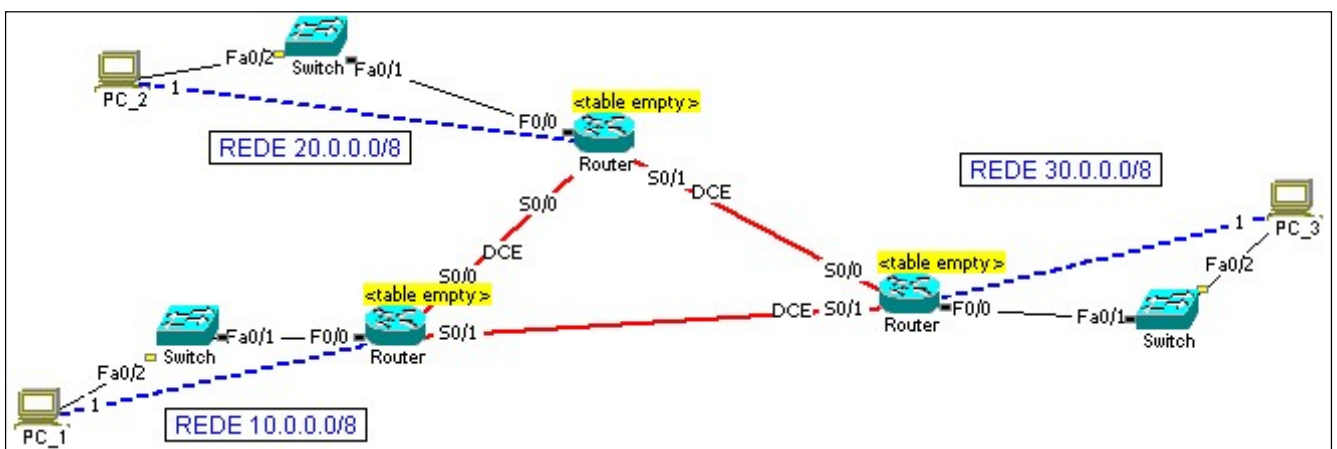 Fa0/2
Switch
Fa0/1
PC_2
1
<table empty>
F0/0
REDE 20.0.0.0/8
Router
REDE 30.0.0.0/8
S0/1
DCE
S0/0
1
PC_3
DCE
S0/0
<table empty>
Fa0/2
S0/0
<table empty>
DCE
S0/1
F0/0
Fa0/1
Router
Switch
Fa0/1
F0/0
S0/1
Switch
Router
Fa0/2
1
REDE 10.0.0.0/8
PC_1